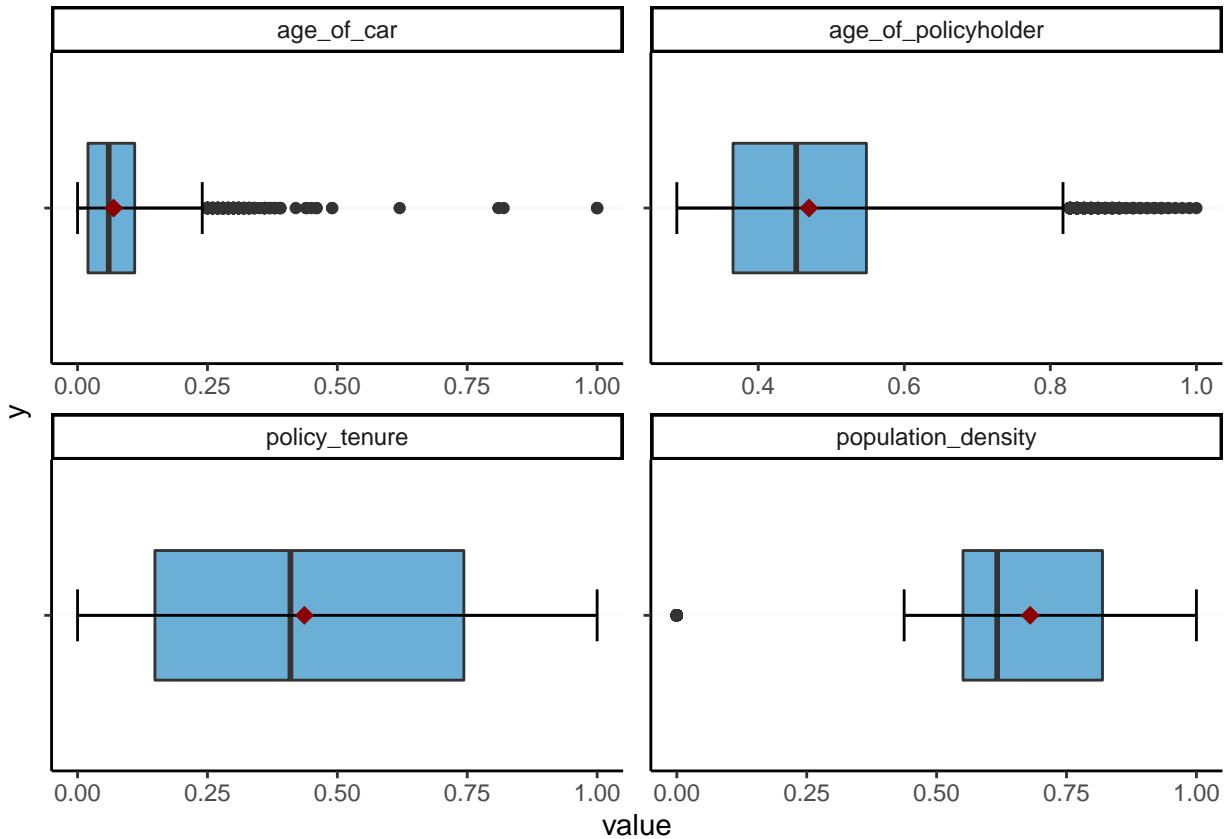 age_of_car
age_of_policyholder
0.00 0.25 0.50 0.75 1.00
0.4 0.6 0.8 1.0
y
policy_tenure
population_density
0.00 0.25 0.50 0.75 1.00
0.00 0.25 0.50 0.75 1.00
value